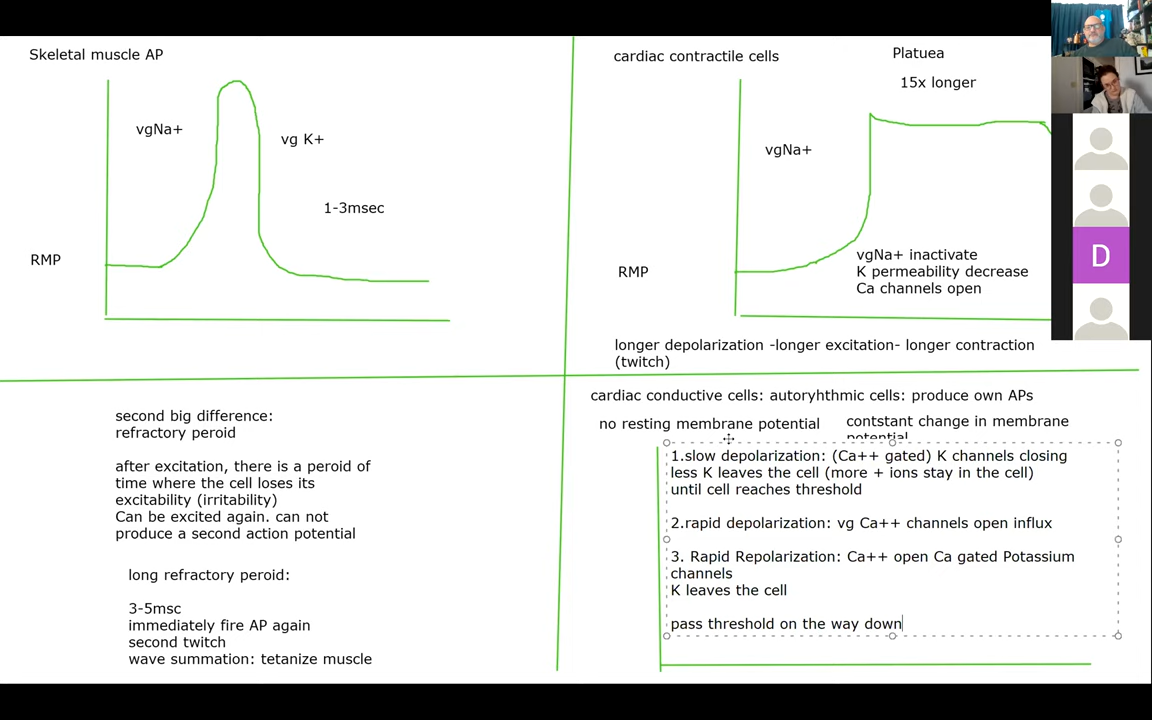 Skeletal muscle AP
vgNa+
vg K+
1-3msec
RMP
cardiac contractile cells
Platuea
15x longer
vgNa+
RMP
vgNa+ inactivate
K permeability decrease
Ca channels open
longer depolarization -longer excitation- longer contraction
(twitch)
D
second big difference:
refractory peroid
after excitation, there is a peroid of
time where the cell loses its
excitability (irritability)
Can be excited again. can not
produce a second action potential
long refractory peroid:
3-5msc
immediately fire AP again
second twitch
wave summation: tetanize muscle
cardiac conductive cells: autoryhthmic cells: produce own APs
no resting membrane potential
contstant change in membrane
potential
1.slow depolarization: (Ca++ gated) K channels closing
less K leaves the cell (more + ions stay in the cell)
until cell reaches threshold
2.rapid depolarization: vg Ca++ channels open influx
3. Rapid Repolarization: Ca++ open Ca gated Potassium
channels
K leaves the cell
pass threshold on the way down